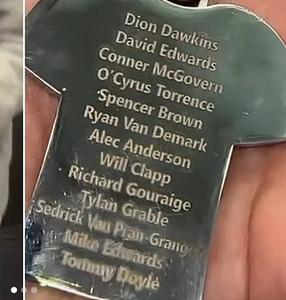 Dion Dawkins
David Edwards
Conner McGovern
O'Cyrus Torrence
Spencer Brown
Ryan Van Demark
Alec Anderson
Will Clapp
Richard Gouraige
Tylan Grable
Sedrick Van Pran-Granger
Mike Edwards
Tommy Doyle